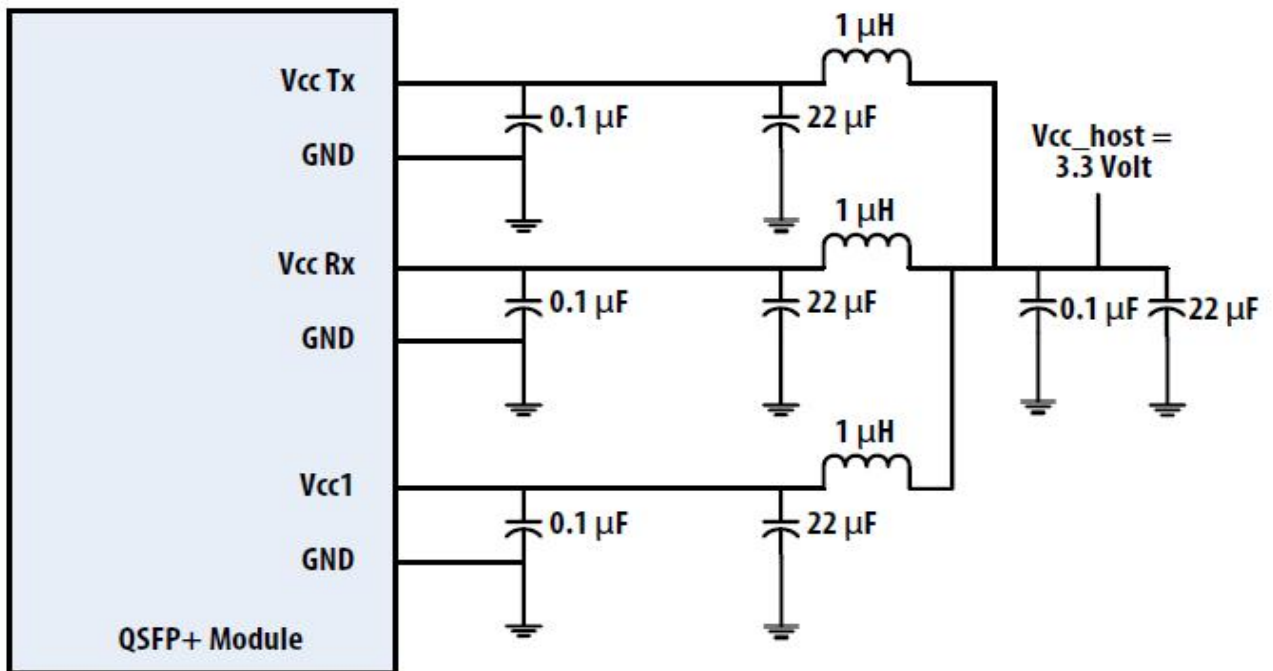 1 μH
Vcc Tx
0.1 μF
22 μF
GND
Vcc_host =
3.3 Volt
1 μH
Vcc Rx
0.1 μF
22 μF
0.1 μF
22 μF
GND
1 μH
Vcc1
0.1 μF
22 μF
GND
QSFP+ Module